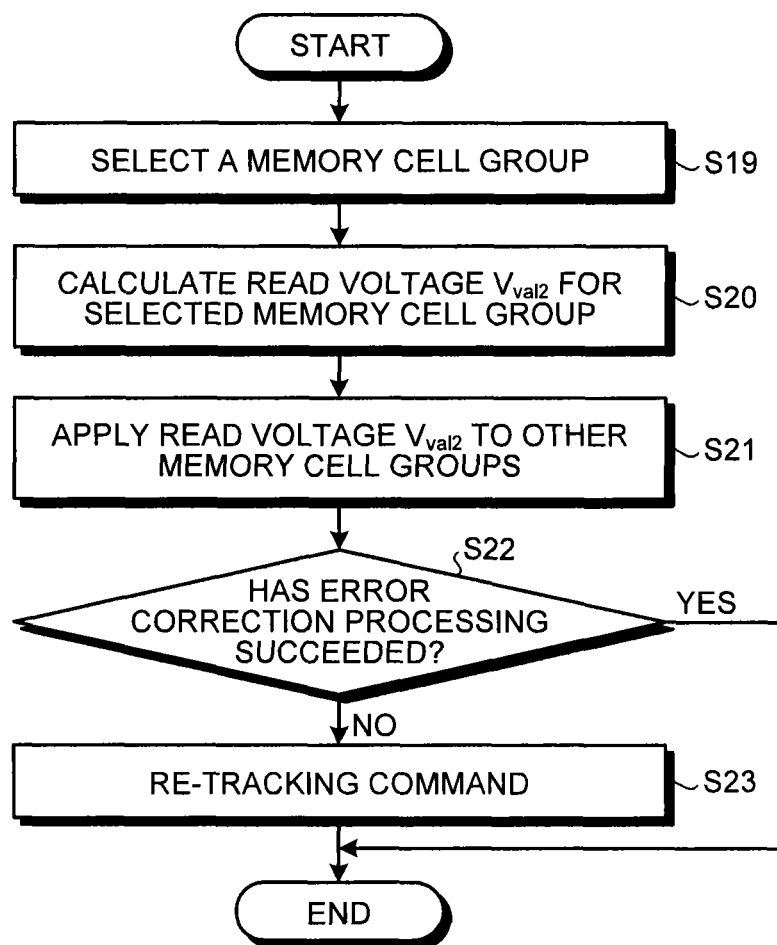 START
SELECT A MEMORY CELL GROUP
S19
CALCULATE READ VOLTAGE Vval2 FOR
SELECTED MEMORY CELL GROUP
S20
APPLY READ VOLTAGE Vval2 TO OTHER
MEMORY CELL GROUPS
S21
S22
HAS ERROR
CORRECTION PROCESSING
SUCCEEDED?
YES
NO
RE-TRACKING COMMAND
S23
END